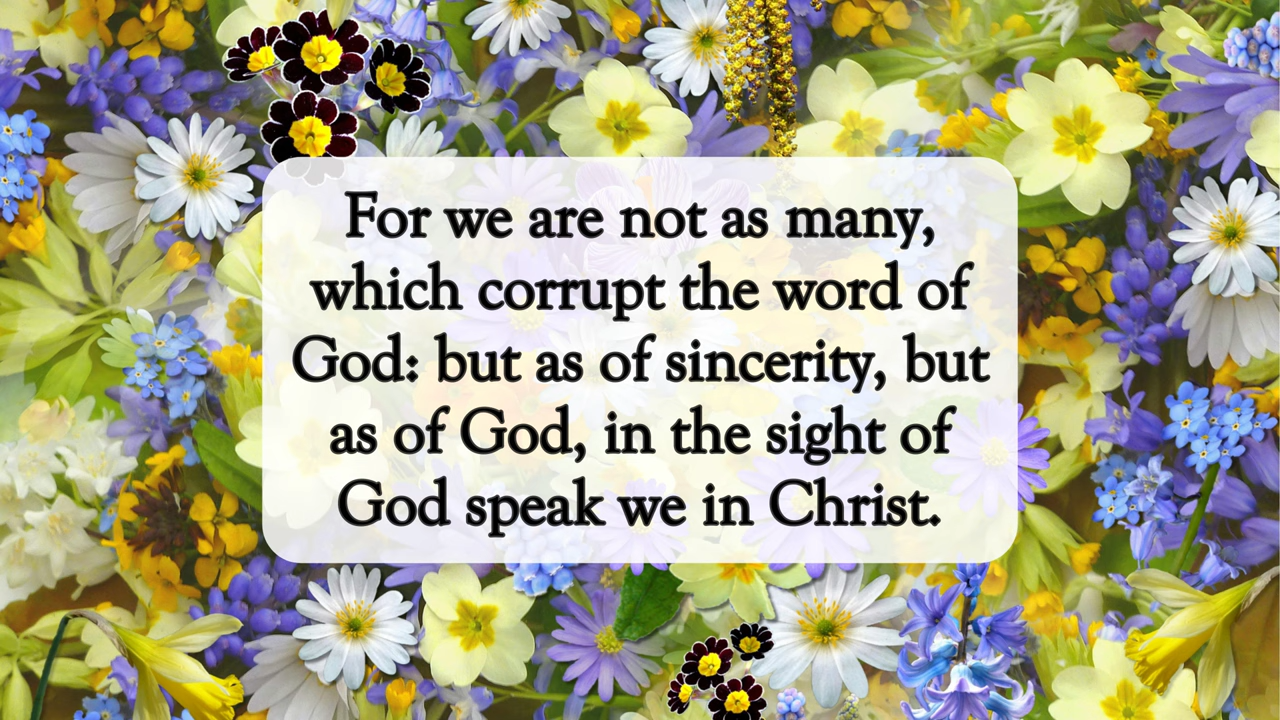 For we are not as many,
which corrupt the word of
God: but as of sincerity, but
as of God, in the sight of
God speak we in Christ.